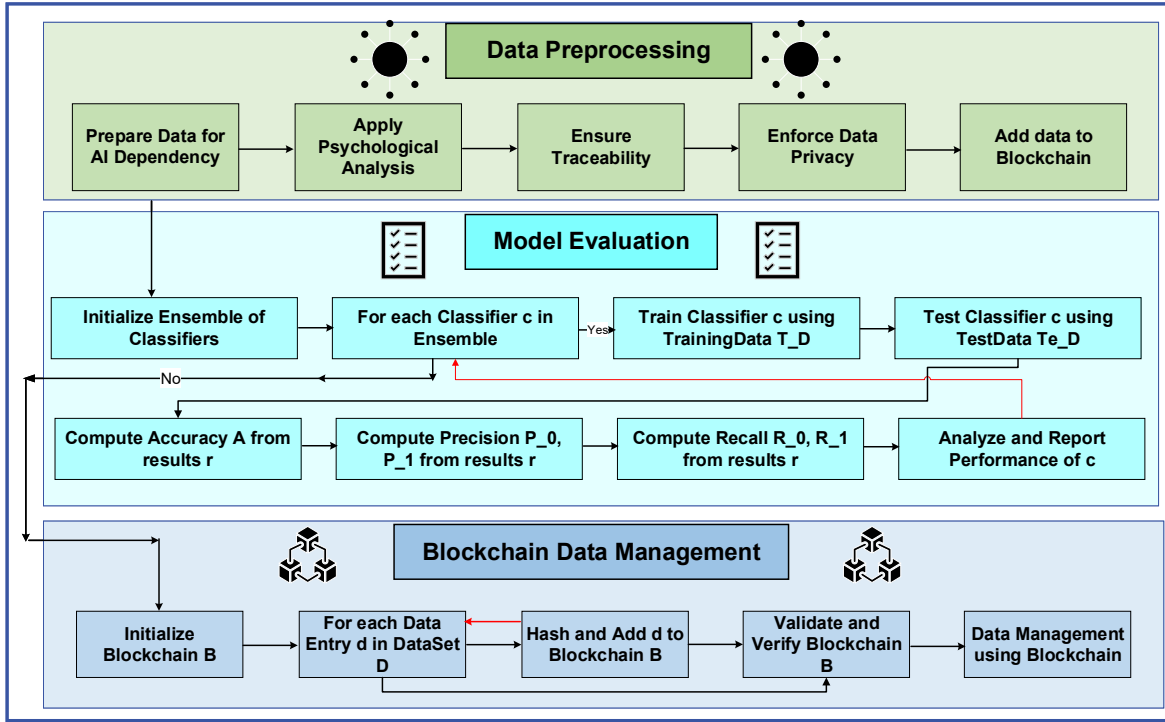 Data Preprocessing
Prepare Data for
AI Dependency
Apply
Psychological
Analysis
Ensure
Traceability
Enforce Data
Privacy
Add data to
Blockchain
Model Evaluation
Initialize Ensemble of
Classifiers
For each Classifier c in
Ensemble
Yes
Train Classifier c using
TrainingData T_D
Test Classifier c using
TestData Te_D
No
Compute Accuracy A from
results r
Compute Precision P_0,
P_1 from results r
Compute Recall R_0, R_1
from results r
Analyze and Report
Performance of c
Blockchain Data Management
Initialize
Blockchain B
For each Data
Entry d in DataSet
D
Hash and Add d to
Blockchain B
Validate and
Verify Blockchain
B
Data Management
using Blockchain